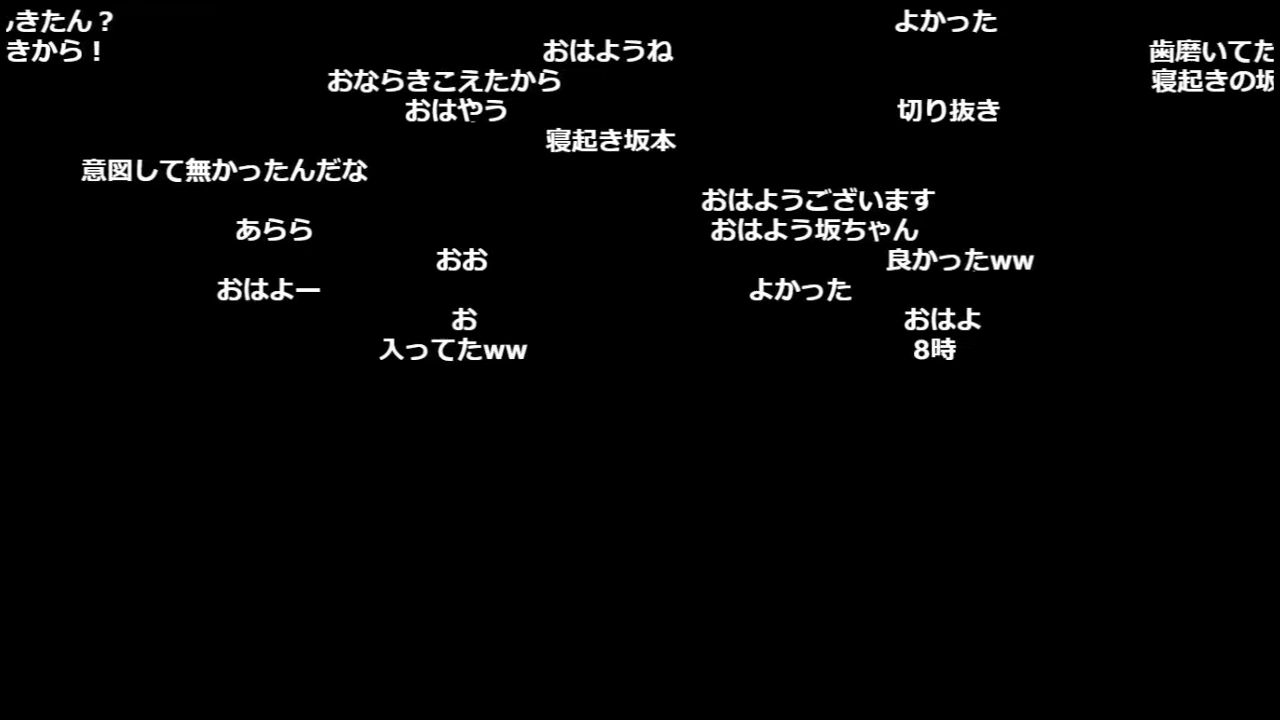 きたん？
よかった
きから！
おはようね
歯磨いてた
おならきこえたから
寝起きの坂
おはやう
切り抜き
寝起き坂本
意図して無かったんだな
おはようございます
あらら
おはよう坂ちゃん
おお
良かったww
おはよー
よかった
お
おはよ
入ってたww
8時